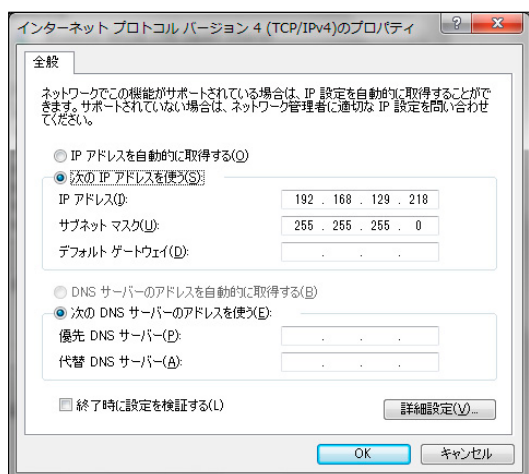 インターネット プロトコル バージョン 4 (TCP/IPv4)のプロパティ
全般
ネットワークでこの機能がサポートされている場合は、IP 設定を自動的に取得することがで
きます。サポートされていない場合は、ネットワーク管理者に適切な IP 設定を問い合わせ
てください。
IP アドレスを自動的に取得する(O)
次の IP アドレスを使う(S):
IP アドレス(I): 192 . 168 . 129 . 218
サブネット マスク(U): 255 . 255 . 255 . 0
デフォルト ゲートウェイ(D): . . .
DNS サーバーのアドレスを自動的に取得する(B)
次の DNS サーバーのアドレスを使う(E):
優先 DNS サーバー(P): . . .
代替 DNS サーバー(A): . . .
終了時に設定を検証する(L)
詳細設定(V)...
OK キャンセル